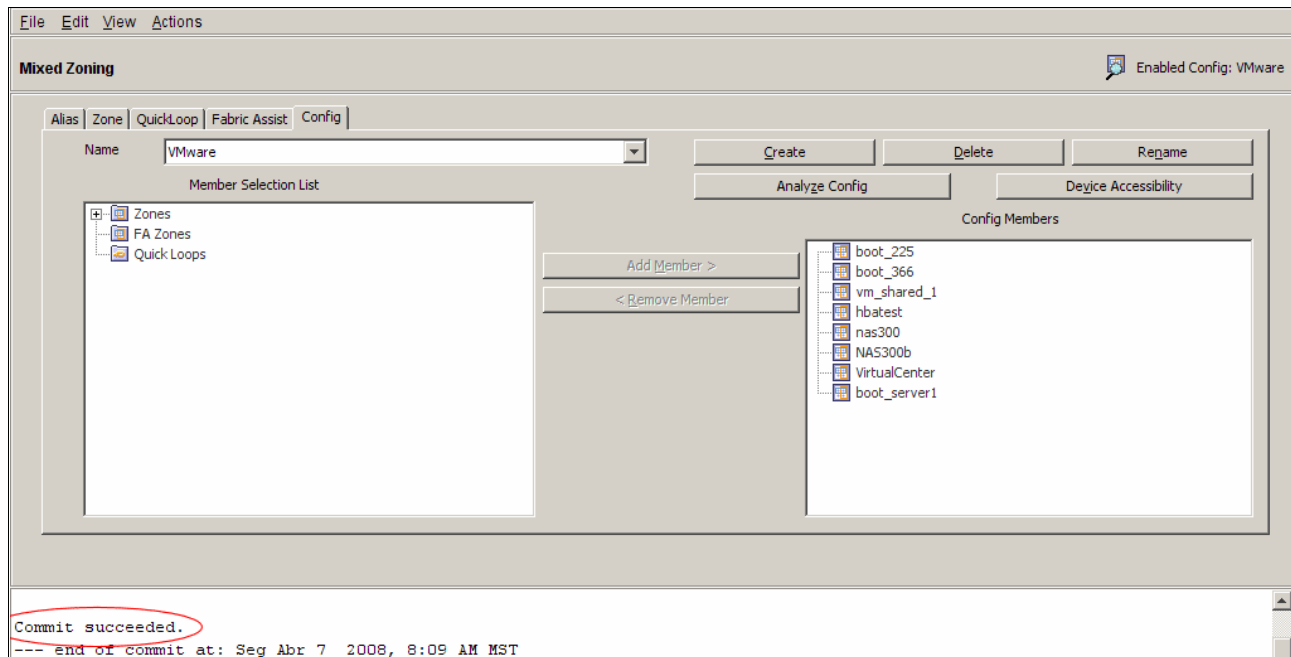 File Edit View Actions
Mixed Zoning
Enabled Config: VMware
Alias Zone QuickLoop Fabric Assist Config
Name VMware
Create Delete Rename
Member Selection List
Analyze Config Device Accessibility
Config Members
Zones
FA Zones
Quick Loops
Add Member >
< Remove Member
boot_225
boot_366
vm_shared_1
hbatest
nas300
NAS300b
VirtualCenter
boot_server1
Commit succeeded.
--- end of commit at: Seg Abr 7 2008, 8:09 AM MST